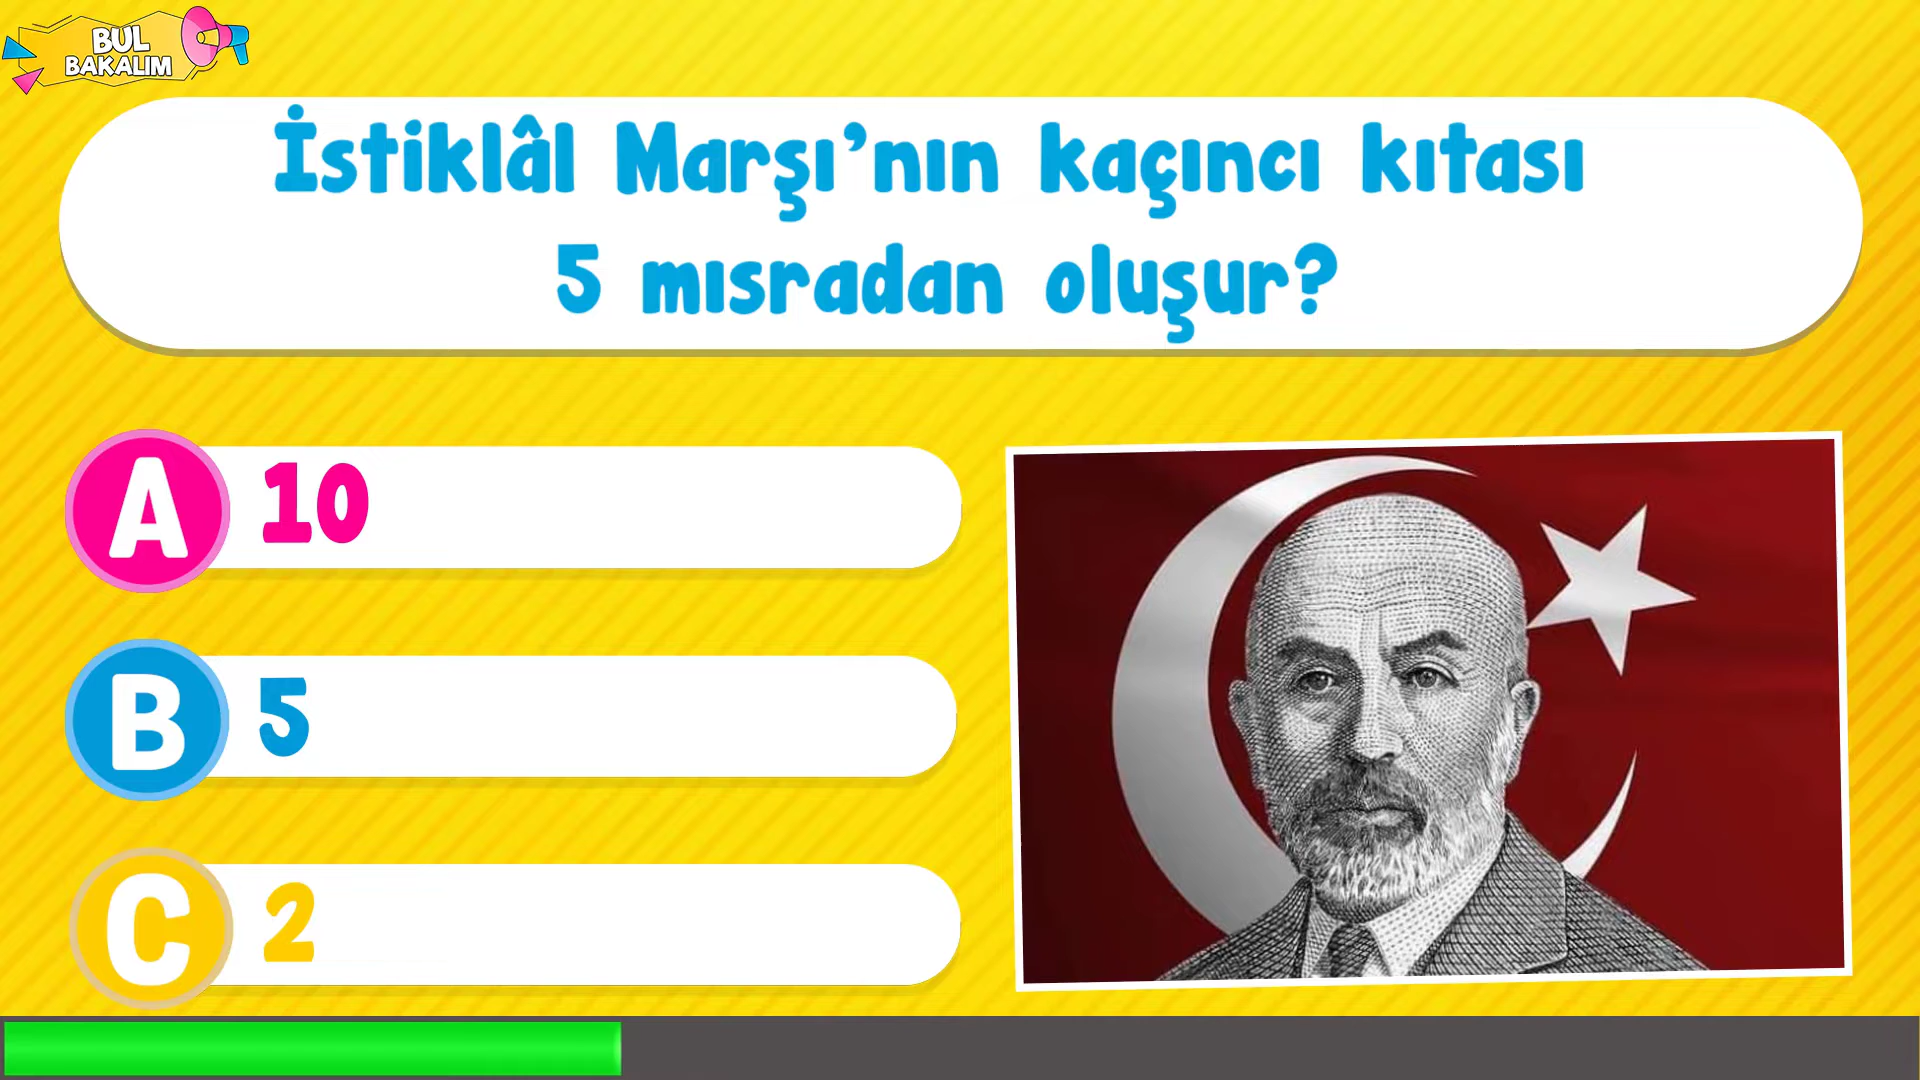 BUL
BAKALIM
İstiklâl Marşı'nın kaçıncı kıtası
5 mısradan oluşur?
A 10
B 5
C 2